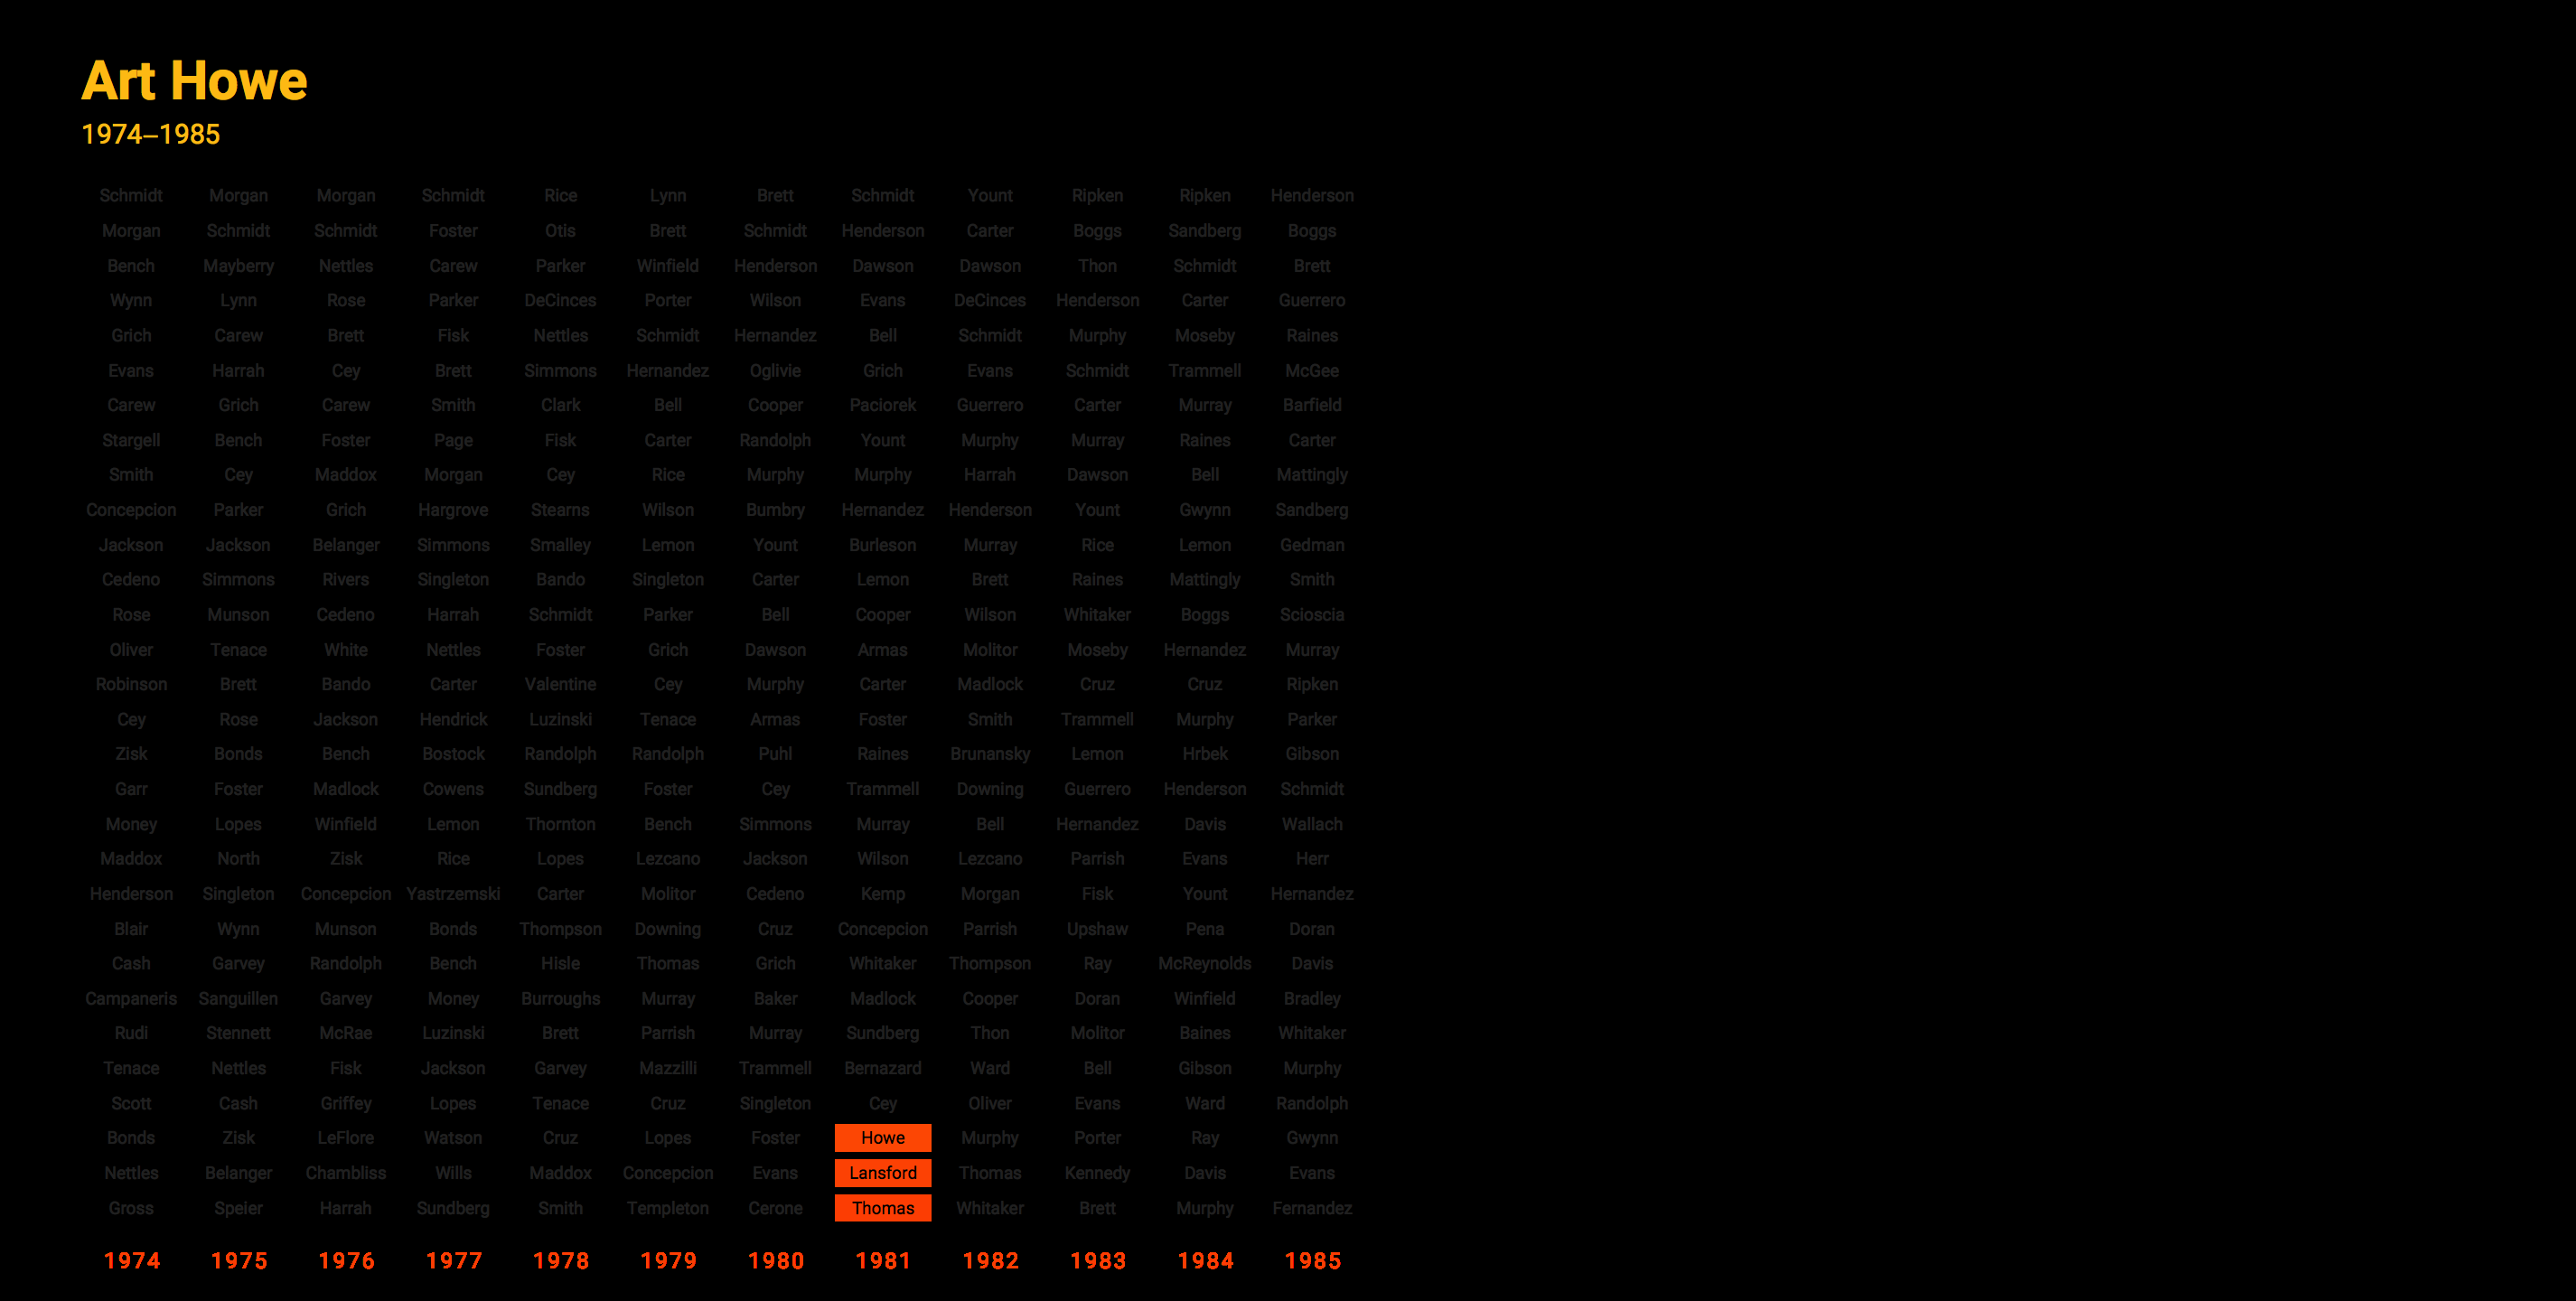 Art Howe
1974–1985
Schmidt Morgan Morgan Schmidt Rice Lynn Brett Schmidt Yount Ripken Ripken Henderson
Morgan Schmidt Schmidt Foster Otis Brett Schmidt Henderson Carter Boggs Sandberg Boggs
Bench Mayberry Nettles Carew Parker Winfield Henderson Dawson Dawson Thon Schmidt Brett
Wynn Lynn Rose Parker DeCinces Porter Wilson Evans DeCinces Henderson Carter Guerrero
Grich Carew Brett Fisk Nettles Schmidt Hernandez Bell Schmidt Murphy Moseby Raines
Evans Harrah Cey Brett Simmons Hernandez Oglivie Grich Evans Schmidt Trammell McGee
Carew Grich Carew Smith Clark Bell Cooper Paciorek Guerrero Carter Murray Barfield
Stargell Bench Foster Page Fisk Carter Randolph Yount Murphy Murray Raines Carter
Smith Cey Maddox Morgan Cey Rice Murphy Murphy Harrah Dawson Bell Mattingly
Concepcion Parker Grich Hargrove Stearns Wilson Bumbry Hernandez Henderson Yount Gwynn Sandberg
Jackson Jackson Belanger Simmons Smalley Lemon Yount Burleson Murray Rice Lemon Gedman
Cedeno Simmons Rivers Singleton Bando Singleton Carter Lemon Brett Raines Mattingly Smith
Rose Munson Cedeno Harrah Schmidt Parker Bell Cooper Wilson Whitaker Boggs Scioscia
Oliver Tenace White Nettles Foster Grich Dawson Armas Molitor Moseby Hernandez Murray
Robinson Brett Bando Carter Valentine Cey Murphy Carter Madlock Cruz Cruz Ripken
Cey Rose Jackson Hendrick Luzinski Tenace Armas Foster Smith Trammell Murphy Parker
Zisk Bonds Bench Bostock Randolph Randolph Puhl Raines Brunansky Lemon Hrbek Gibson
Garr Foster Madlock Cowens Sundberg Foster Cey Trammell Downing Guerrero Henderson Schmidt
Money Lopes Winfield Lemon Thornton Bench Simmons Murray Bell Hernandez Davis Wallach
Maddox North Zisk Rice Lopes Lezcano Jackson Wilson Lezcano Parrish Evans Herr
Henderson Singleton Concepcion Yastrzemski Carter Molitor Cedeno Kemp Morgan Fisk Yount Hernandez
Blair Wynn Munson Bonds Thompson Downing Cruz Concepcion Parrish Upshaw Pena Doran
Cash Garvey Randolph Bench Hisle Thomas Grich Whitaker Thompson Ray McReynolds Davis
Campaneris Sanguillen Garvey Money Burroughs Murray Baker Madlock Cooper Doran Winfield Bradley
Rudi Stennett McRae Luzinski Brett Parrish Murray Sundberg Thon Molitor Baines Whitaker
Tenace Nettles Fisk Jackson Garvey Mazzilli Trammell Bernazard Ward Bell Gibson Murphy
Scott Cash Griffey Lopes Tenace Cruz Singleton Cey Oliver Evans Ward Randolph
Bonds Zisk LeFlore Watson Cruz Lopes Foster Howe Murphy Porter Ray Gwynn
Nettles Belanger Chambliss Wills Maddox Concepcion Evans Lansford Thomas Kennedy Davis Evans
Gross Speier Harrah Sundberg Smith Templeton Cerone Thomas Whitaker Brett Murphy Fernandez
1974 1975 1976 1977 1978 1979 1980 1981 1982 1983 1984 1985